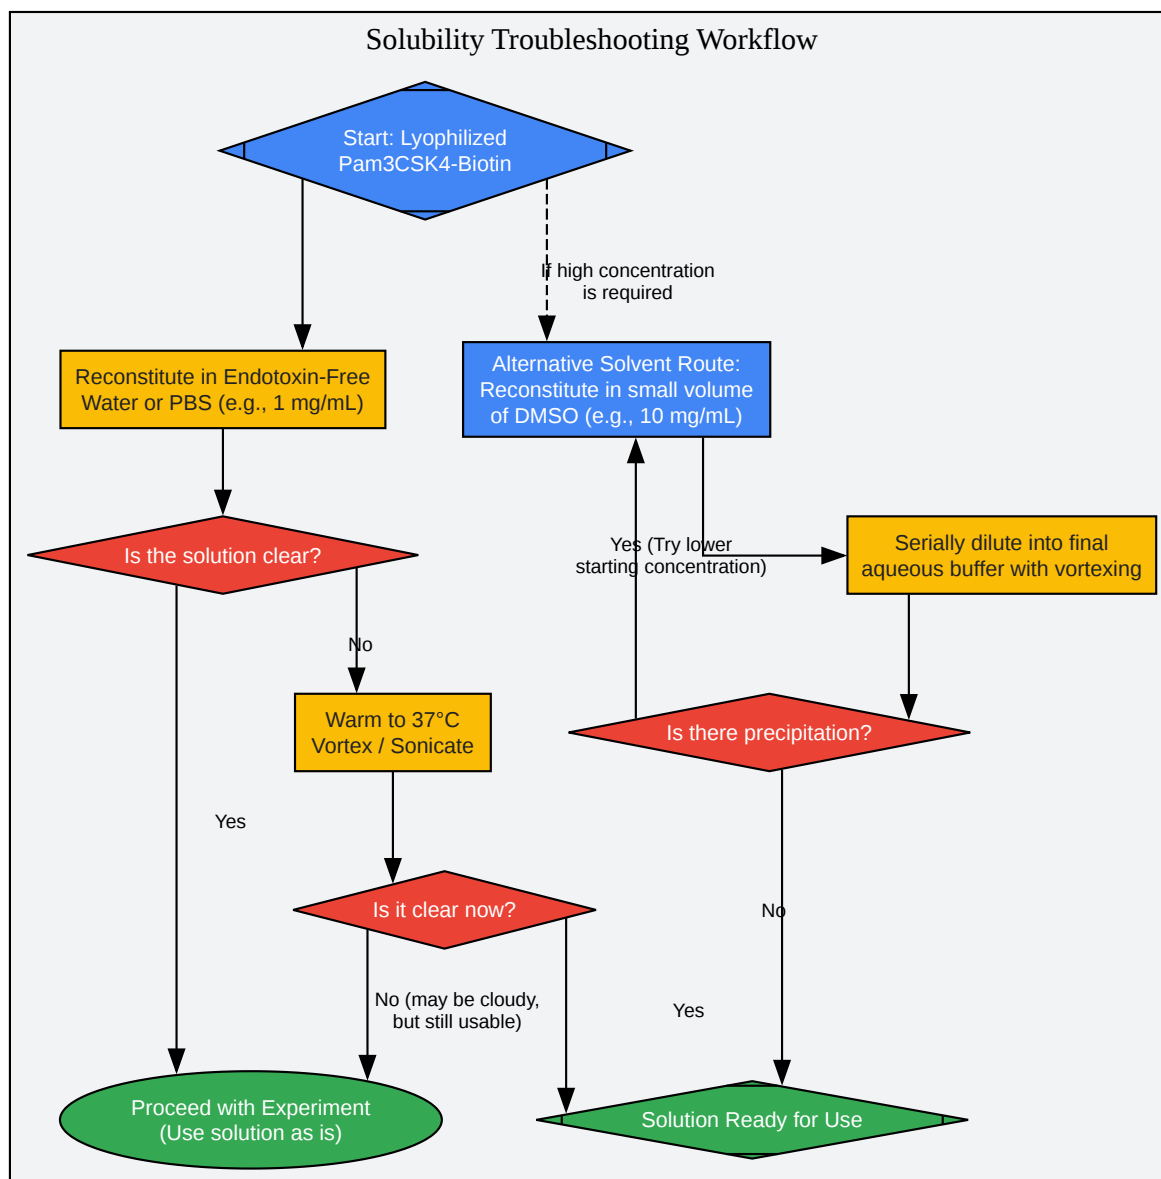 Solubility Troubleshooting Workflow
Start: Lyophilized
Pam3CSK4-Biotin
If high concentration
is required
Reconstitute in Endotoxin-Free
Water or PBS (e.g., 1 mg/mL)
Alternative Solvent Route:
Reconstitute in small volume
of DMSO (e.g., 10 mg/mL)
Is the solution clear?
Yes (Try lower
starting concentration)
Serially dilute into final
aqueous buffer with vortexing
No
Warm to 37°C
Vortex / Sonicate
Is there precipitation?
Yes
Is it clear now?
No
No (may be cloudy,
but still usable)
Yes
Proceed with Experiment
(Use solution as is)
Solution Ready for Use